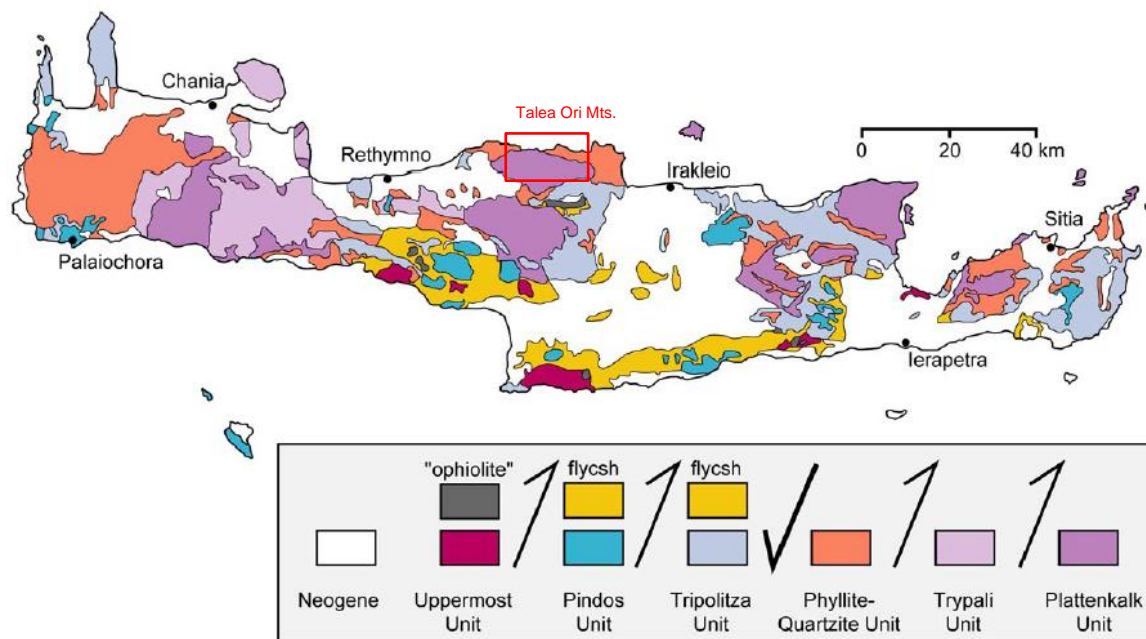 Talea Ori Mts.
Chania
Rethymno
Irakleio
0 20 40 km
Sitia
Palaiochora
Ierapetra
"ophiolite"
flycsh
flycsh
Neogene
Uppermost
Unit
Pindos
Unit
Tripolitza
Unit
Phyllite-
Quartzite Unit
Trypali
Unit
Plattenkalk
Unit